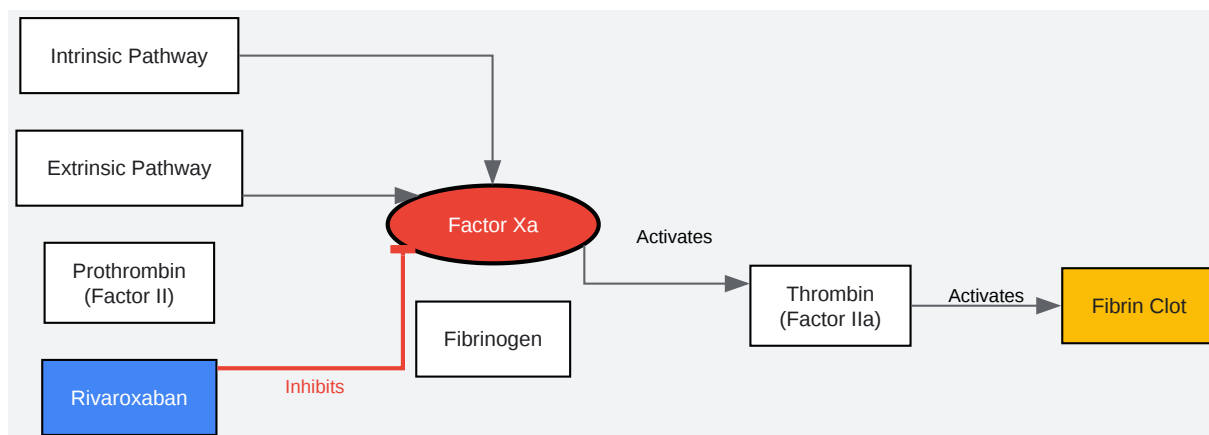 Intrinsic Pathway
Extrinsic Pathway
Factor Xa
Activates
Prothrombin
(Factor II)
Thrombin
(Factor IIa)
Activates
Fibrin Clot
Fibrinogen
Rivaroxaban
Inhibits